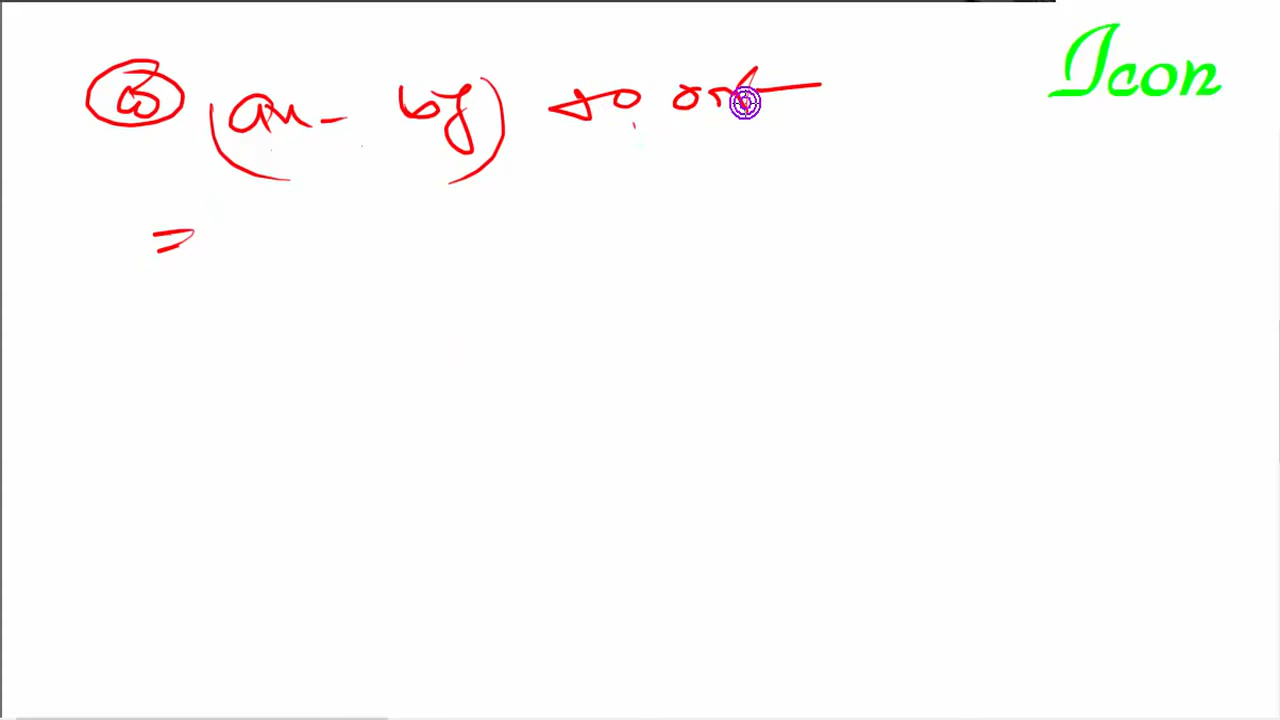 Icon
ঙ (ax - by) এর বর্গ
=